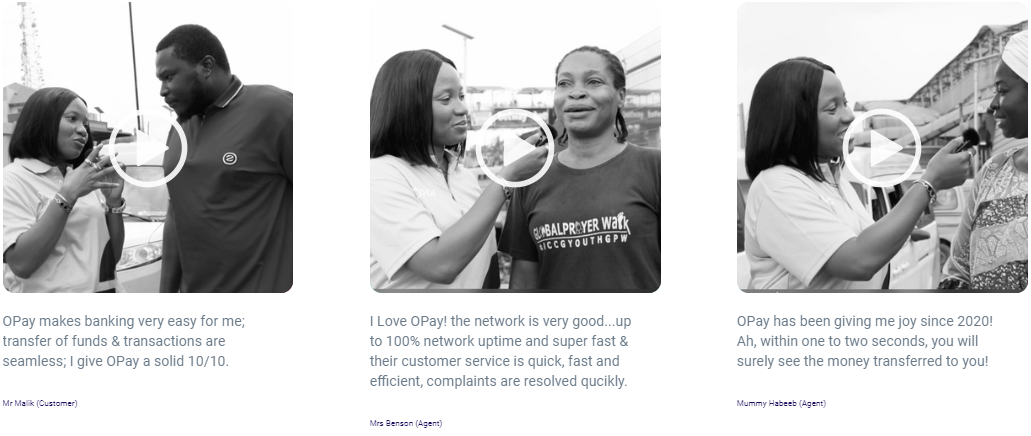 GLOBALPRAYER Walk
OPay makes banking very easy for me;
transfer of funds & transactions are
seamless; I give OPay a solid 10/10.
Mr Malik (Customer)
I Love OPay! the network is very good...up
to 100% network uptime and super fast &
their customer service is quick, fast and
efficient, complaints are resolved qucikly.
Mrs Benson (Agent)
OPay has been giving me joy since 2020!
Ah, within one to two seconds, you will
surely see the money transferred to you!
Mummy Habeeb (Agent)